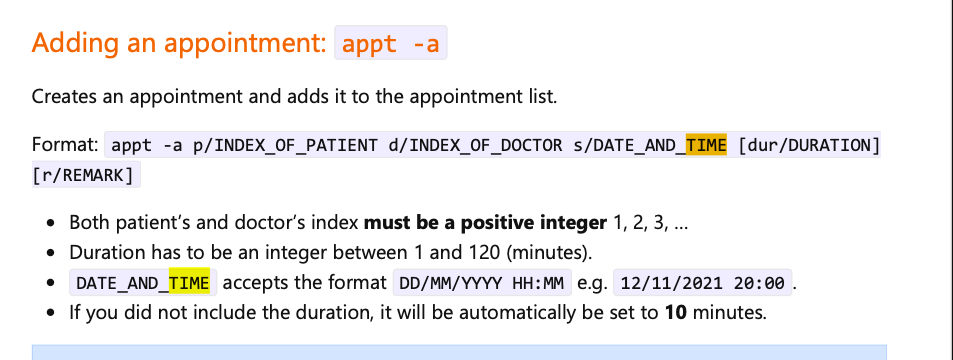 Adding an appointment: appt -a
Creates an appointment and adds it to the appointment list.
Format: appt -a p/INDEX_OF_PATIENT d/INDEX_OF_DOCTOR s/DATE_AND_TIME [dur/DURATION]
[r/REMARK]
• Both patient’s and doctor’s index must be a positive integer 1, 2, 3, …
• Duration has to be an integer between 1 and 120 (minutes).
• DATE_AND_TIME accepts the format DD/MM/YYYY HH:MM e.g. 12/11/2021 20:00.
• If you did not include the duration, it will be automatically be set to 10 minutes.